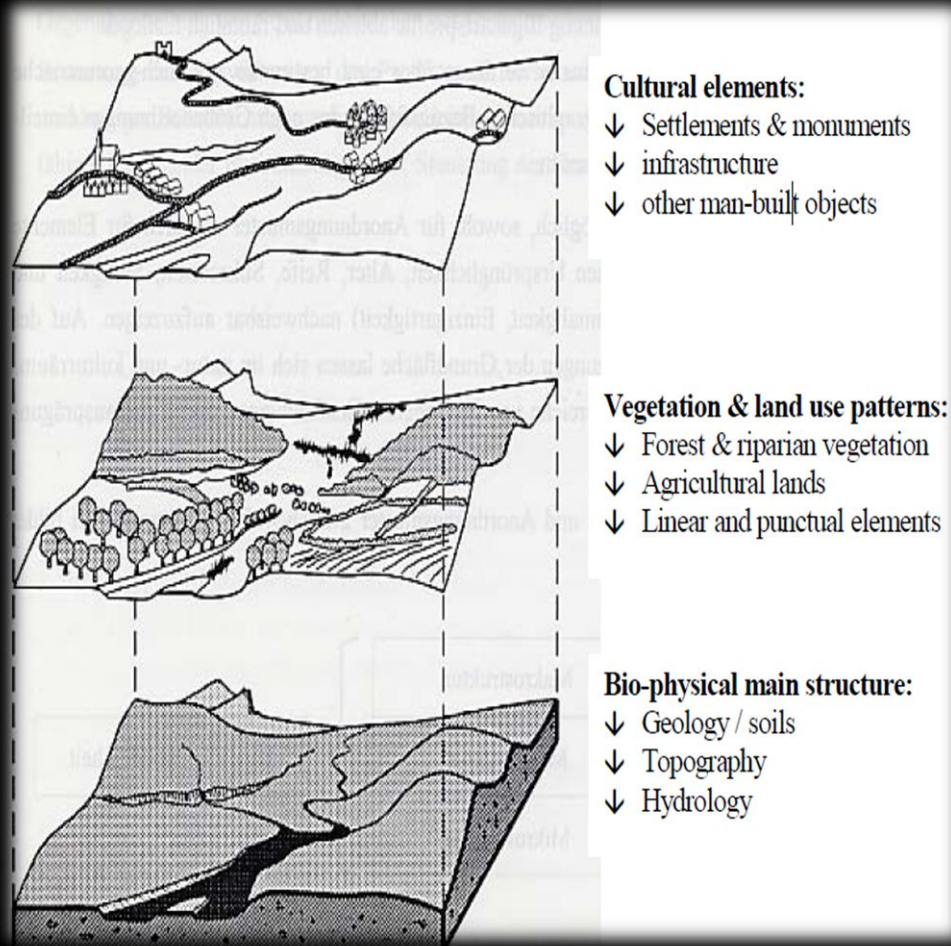 Cultural elements:
↓ Settlements & monuments
↓ infrastructure
↓ other man-built objects
Vegetation & land use patterns:
↓ Forest & riparian vegetation
↓ Agricultural lands
↓ Linear and punctual elements
Bio-physical main structure:
↓ Geology / soils
↓ Topography
↓ Hydrology